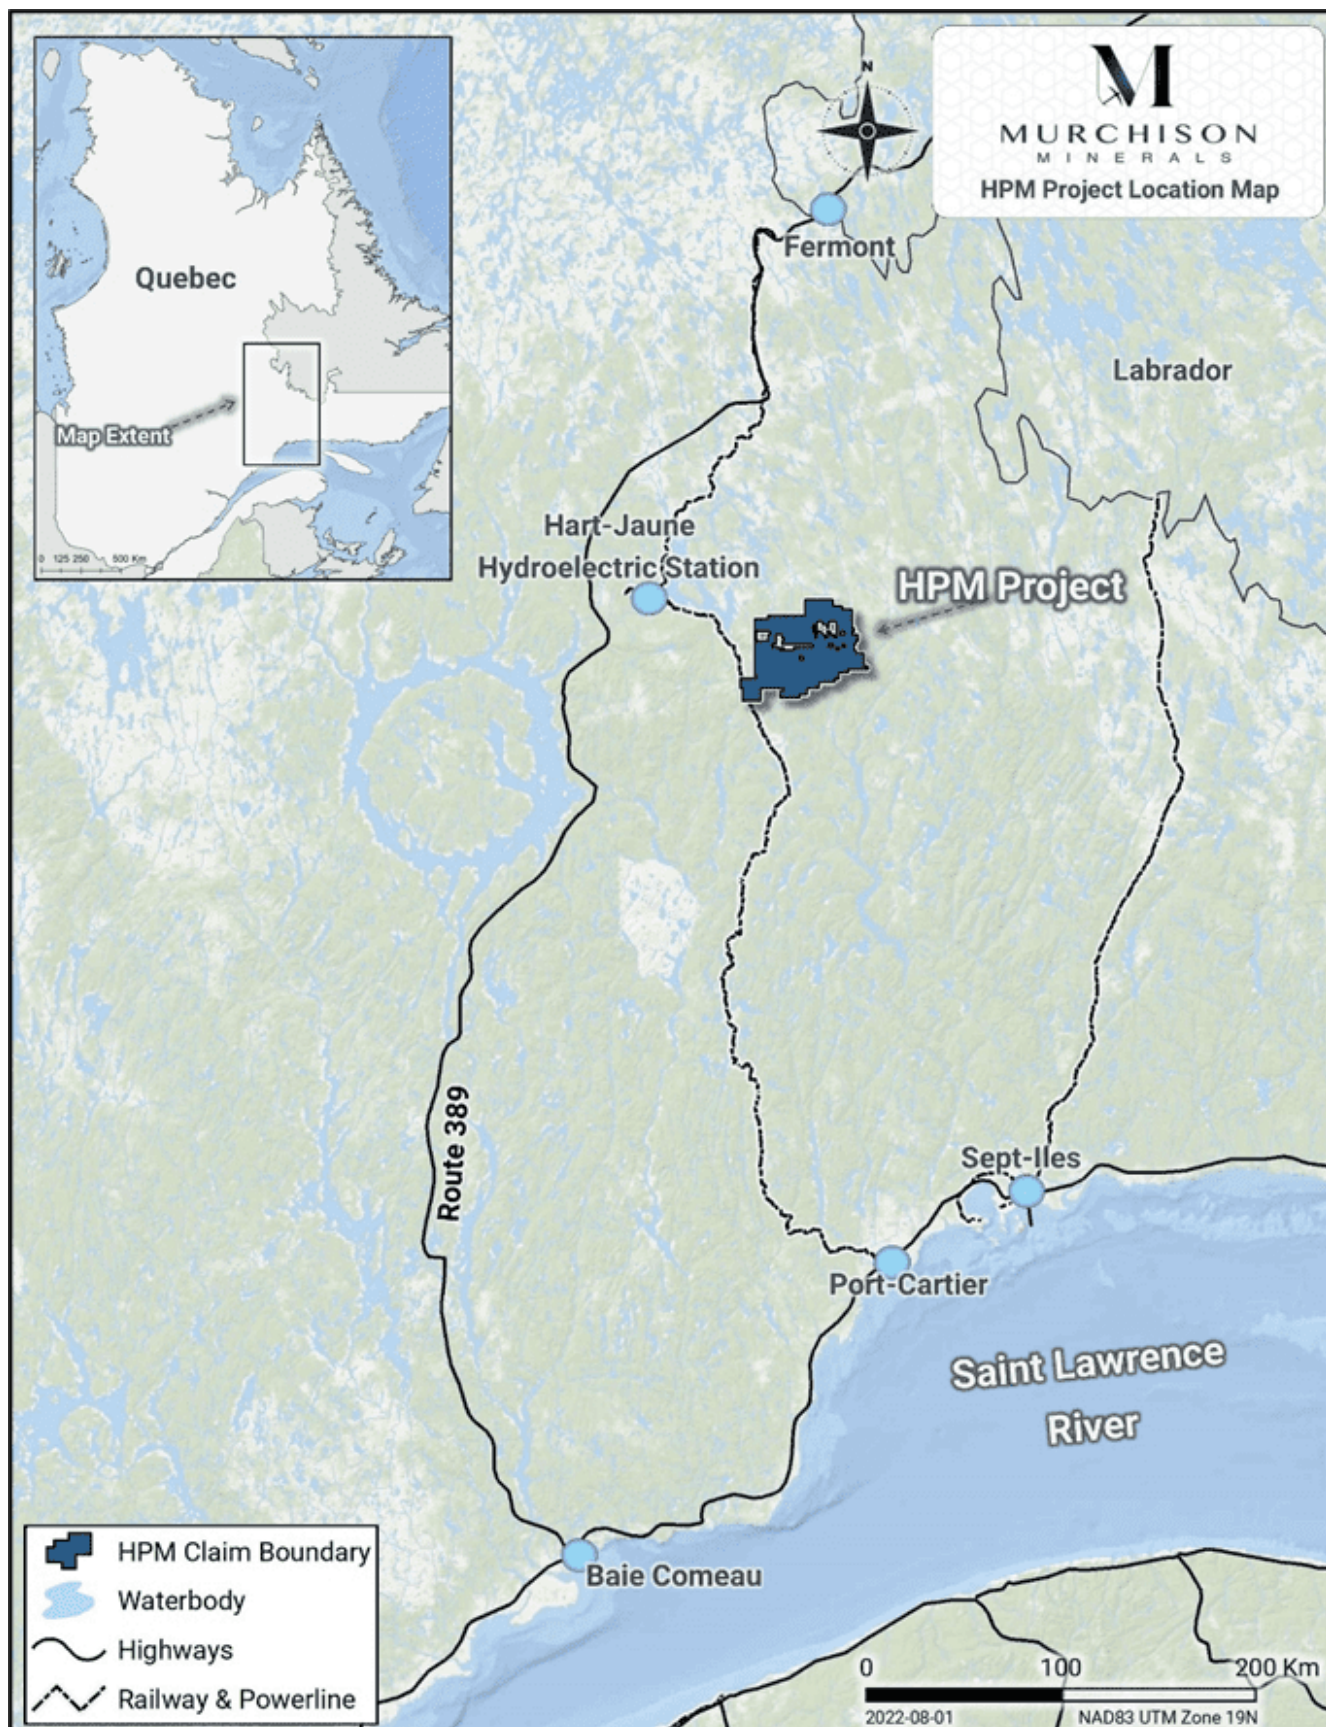 N
M
MURCHISON
MINERALS
HPM Project Location Map
Quebec
Map Extent
0 125 250 500 Km
Fermont
Labrador
Hart-Jaune
Hydroelectric Station
HPM Project
Route 389
Sept-Iles
Port-Cartier
Saint Lawrence
River
Baie Comeau
HPM Claim Boundary
Waterbody
Highways
Railway & Powerline
0 100 200 Km
2022-08-01 NAD83 UTM Zone 19N